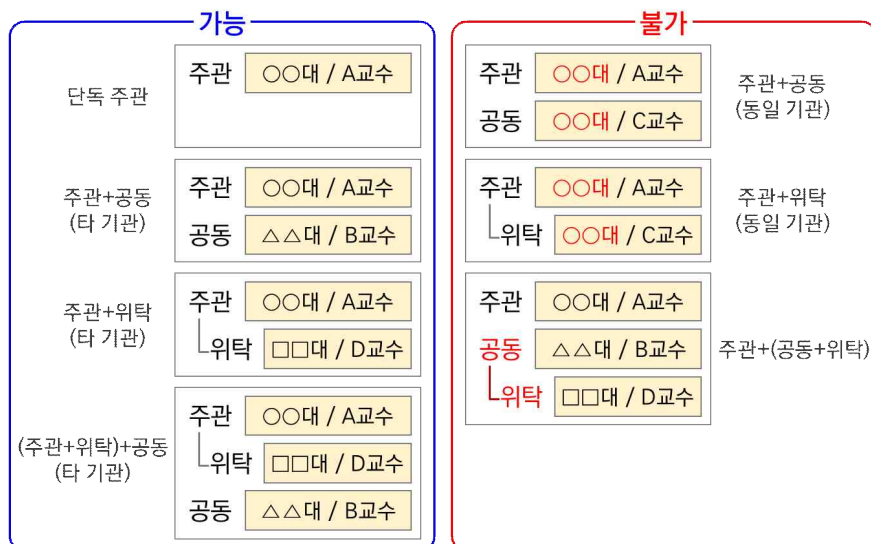 가능
단독 주관
주관 ○○대 / A교수
주관+공동
(타 기관)
주관 ○○대 / A교수
공동 △△대 / B교수
주관+위탁
(타 기관)
주관 ○○대 / A교수
위탁 □□대 / D교수
(주관+위탁)+공동
(타 기관)
주관 ○○대 / A교수
위탁 □□대 / D교수
공동 △△대 / B교수
불가
주관 ○○대 / A교수
공동 ○○대 / C교수
주관+공동
(동일 기관)
주관 ○○대 / A교수
위탁 ○○대 / C교수
주관+위탁
(동일 기관)
주관 ○○대 / A교수
공동 △△대 / B교수
위탁 □□대 / D교수
주관+(공동+위탁)